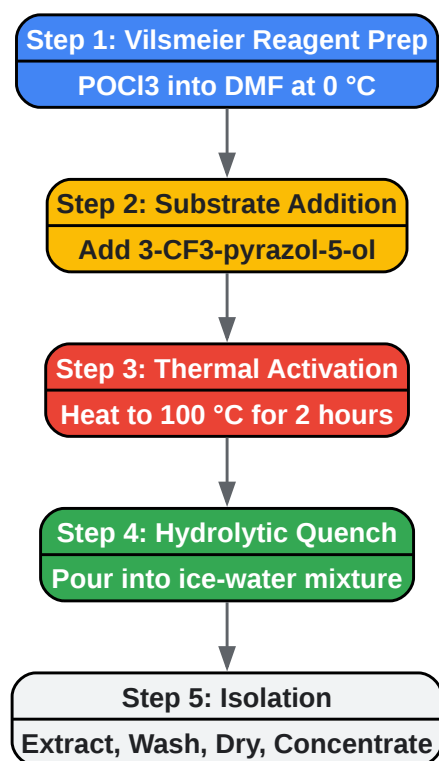 Step 1: Vilsmeier Reagent Prep
POCl3 into DMF at 0 °C
Step 2: Substrate Addition
Add 3-CF3-pyrazol-5-ol
Step 3: Thermal Activation
Heat to 100 °C for 2 hours
Step 4: Hydrolytic Quench
Pour into ice-water mixture
Step 5: Isolation
Extract, Wash, Dry, Concentrate